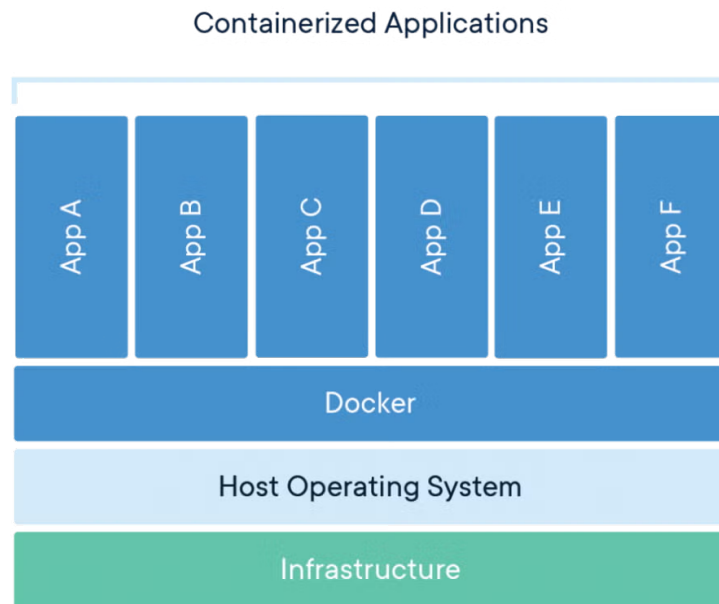 Containerized Applications
App A
App B
App C
App D
App E
App F
Docker
Host Operating System
Infrastructure